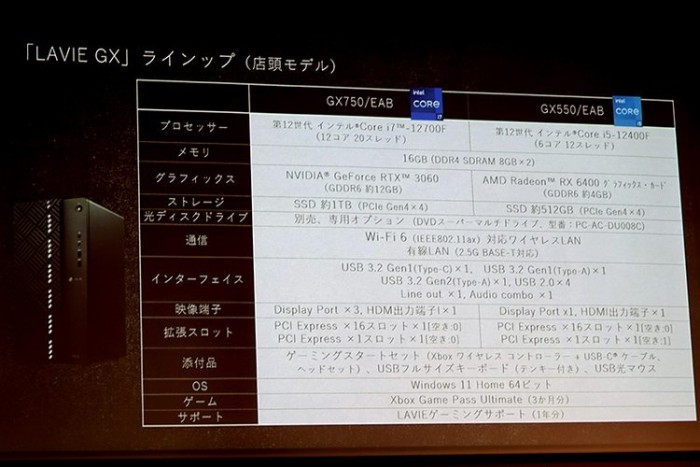 「LAVIE GX」ラインップ（店頭モデル）
GX750/EAB
intel CORE i7
GX550/EAB
intel CORE
プロセッサー
第12世代 インテル®Core i7™-12700F
（12コア 20スレッド）
第12世代 インテル®Core i5-12400F
（6コア 12スレッド）
メモリ
16GB (DDR4 SDRAM 8GB×2)
グラフィックス
NVIDIA® GeForce RTX™ 3060
(GDDR6 約12GB)
AMD Radeon™ RX 6400 グラフィックス・カード
(GDDR6 約4GB)
ストレージ
SSD 約1TB (PCIe Gen4×4)
SSD 約512GB (PCIe Gen4×4)
光ディスクドライブ
別売、専用オプション（DVDスーパーマルチドライブ、型番：PC-AC-DU008C）
通信
Wi-Fi 6 (IEEE802.11ax) 対応ワイヤレスLAN
有線LAN (2.5G BASE-T対応)
インターフェイス
USB 3.2 Gen1(Type-C)×1, USB 3.2 Gen1(Type-A)×1
USB 3.2 Gen2(Type-A)×1, USB 2.0×4
Line out ×1, Audio combo ×1
映像端子
Display Port ×3, HDMI出力端子×1
Display Port x1, HDMI出力端子 ×1
拡張スロット
PCI Express ×16スロット×1[空き:0]
PCI Express ×1スロット×1[空き:0]
PCI Express ×16スロット×1[空き:0]
PCI Express ×1スロット×1[空き:1]
添付品
ゲーミングスタートセット（Xbox ワイヤレス コントローラー + USB-C® ケーブル、
ヘッドセット）、USBフルサイズキーボード（テンキー付き）、USB光マウス
OS
Windows 11 Home 64ビット
ゲーム
Xbox Game Pass Ultimate (3か月分)
サポート
LAVIEゲーミングサポート（1年分）